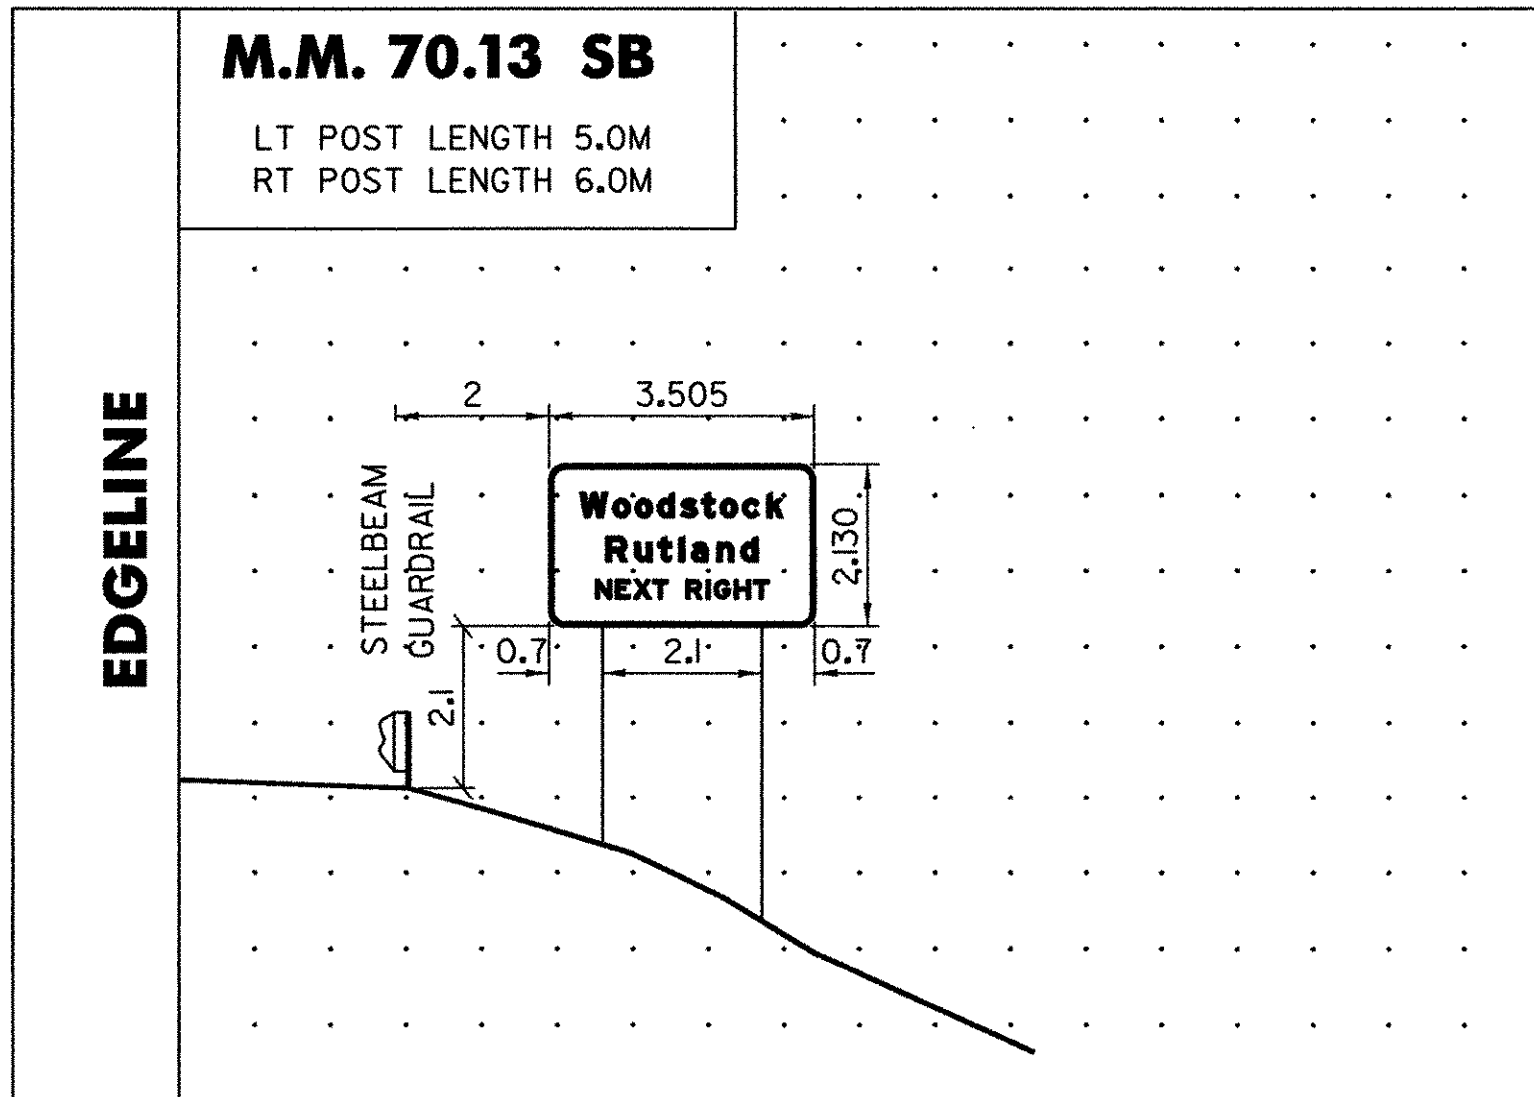 M.M. 70.13 SB
LT POST LENGTH 5.0M
RT POST LENGTH 6.0M
EDGELINE
2
3.505
STEELBEAM
GUARDRAIL
Woodstock
Rutland
NEXT RIGHT
2.130
0.7
2.1
0.7
2.1